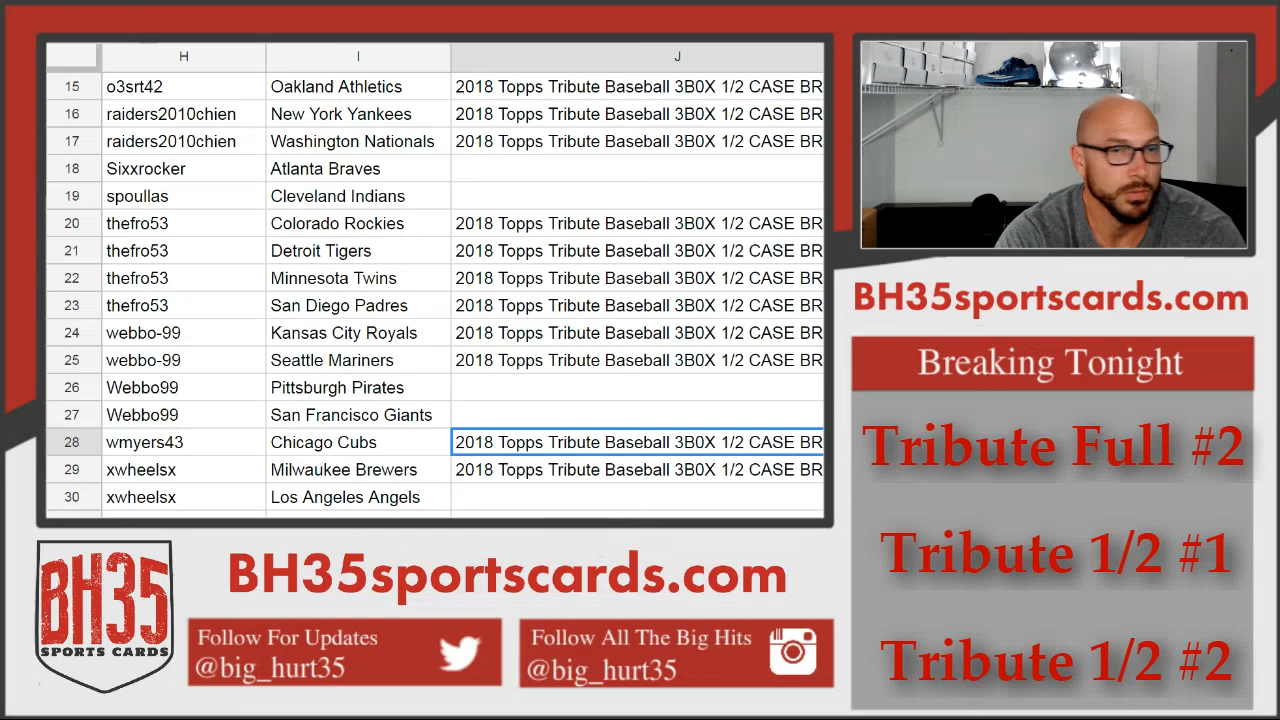 H I J
15 o3srt42 Oakland Athletics 2018 Topps Tribute Baseball 3B0X 1/2 CASE BR
16 raiders2010chien New York Yankees 2018 Topps Tribute Baseball 3B0X 1/2 CASE BR
17 raiders2010chien Washington Nationals 2018 Topps Tribute Baseball 3B0X 1/2 CASE BR
18 Sixxrocker Atlanta Braves
19 spoullas Cleveland Indians
20 thefro53 Colorado Rockies 2018 Topps Tribute Baseball 3B0X 1/2 CASE BR
21 thefro53 Detroit Tigers 2018 Topps Tribute Baseball 3B0X 1/2 CASE BR
22 thefro53 Minnesota Twins 2018 Topps Tribute Baseball 3B0X 1/2 CASE BR
23 thefro53 San Diego Padres 2018 Topps Tribute Baseball 3B0X 1/2 CASE BR
24 webbo-99 Kansas City Royals 2018 Topps Tribute Baseball 3B0X 1/2 CASE BR
25 webbo-99 Seattle Mariners 2018 Topps Tribute Baseball 3B0X 1/2 CASE BR
26 Webbo99 Pittsburgh Pirates
27 Webbo99 San Francisco Giants
28 wmyers43 Chicago Cubs 2018 Topps Tribute Baseball 3B0X 1/2 CASE BR
29 xwheelsx Milwaukee Brewers 2018 Topps Tribute Baseball 3B0X 1/2 CASE BR
30 xwheelsx Los Angeles Angels
BH35sportscards.com
Breaking Tonight
Tribute Full #2
Tribute 1/2 #1
Tribute 1/2 #2
BH35
SPORTS CARDS
BH35sportscards.com
Follow For Updates
@big_hurt35
Follow All The Big Hits
@big_hurt35